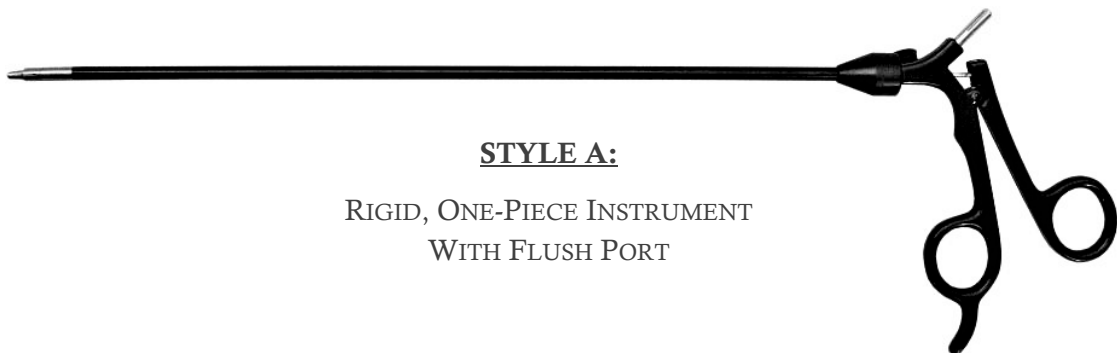 STYLE A:
RIGID, ONE-PIECE INSTRUMENT
WITH FLUSH PORT